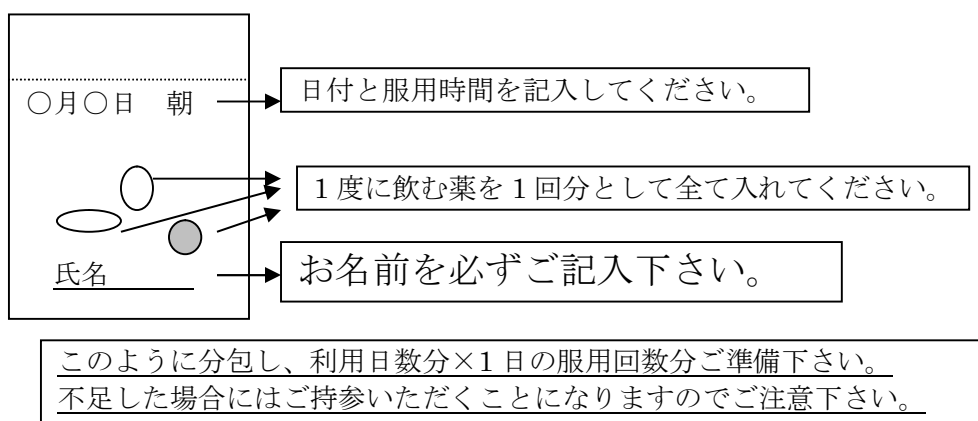 ○月○日　朝
日付と服用時間を記入してください。
１度に飲む薬を１回分として全て入れてください。
氏名
お名前を必ずご記入下さい。
このように分包し、利用日数分×１日の服用回数分ご準備下さい。
不足した場合にはご持参いただくことになりますのでご注意下さい。